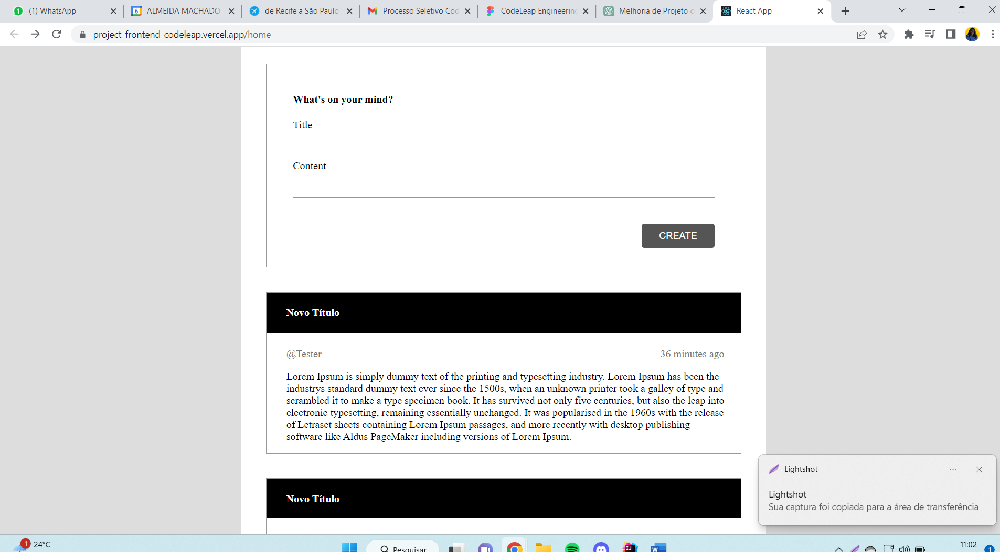 (1) WhatsApp
ALMEIDA MACHADO
de Recife a São Paulo
Processo Seletivo Cod
CodeLeap Engineering
Melhoria de Projeto c
React App
project-frontend-codeleap.vercel.app/home
What's on your mind?
Title
Content
CREATE
Novo Título
@Tester
36 minutes ago
Lorem Ipsum is simply dummy text of the printing and typesetting industry. Lorem Ipsum has been the
industrys standard dummy text ever since the 1500s, when an unknown printer took a galley of type and
scrambled it to make a type specimen book. It has survived not only five centuries, but also the leap into
electronic typesetting, remaining essentially unchanged. It was popularised in the 1960s with the release
of Letraset sheets containing Lorem Ipsum passages, and more recently with desktop publishing
software like Aldus PageMaker including versions of Lorem Ipsum.
Novo Título
Lightshot
Lightshot
Sua captura foi copiada para a área de transferência
1
24°C
Pesquisar
11:02
1